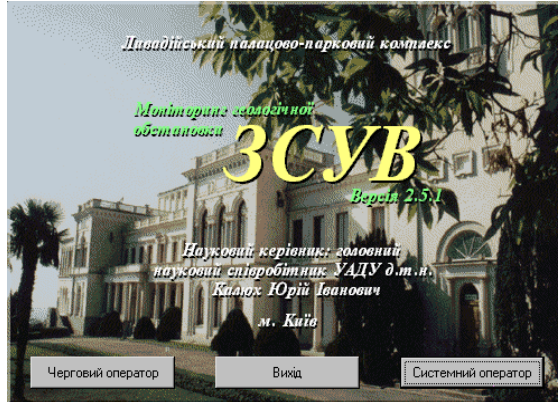 Ливадійський палацово-парковий комплекс
Моніторинг геологічної
обстановки
ЗСУВ
Версія 2.5.1
Науковий керівник: головний
науковий співробітник УАДУ д.т.н.
Калюх Юрій Іванович
м. Київ
Черговий оператор
Вихід
Системний оператор